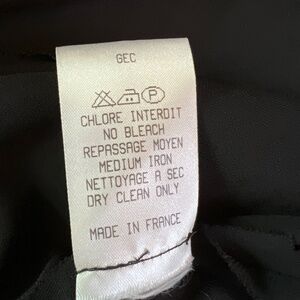 GEC
P
CHLORE INTERDIT
NO BLEACH
REPASSAGE MOYEN
MEDIUM IRON
NETTOYAGE A SEC
DRY CLEAN ONLY
MADE IN FRANCE